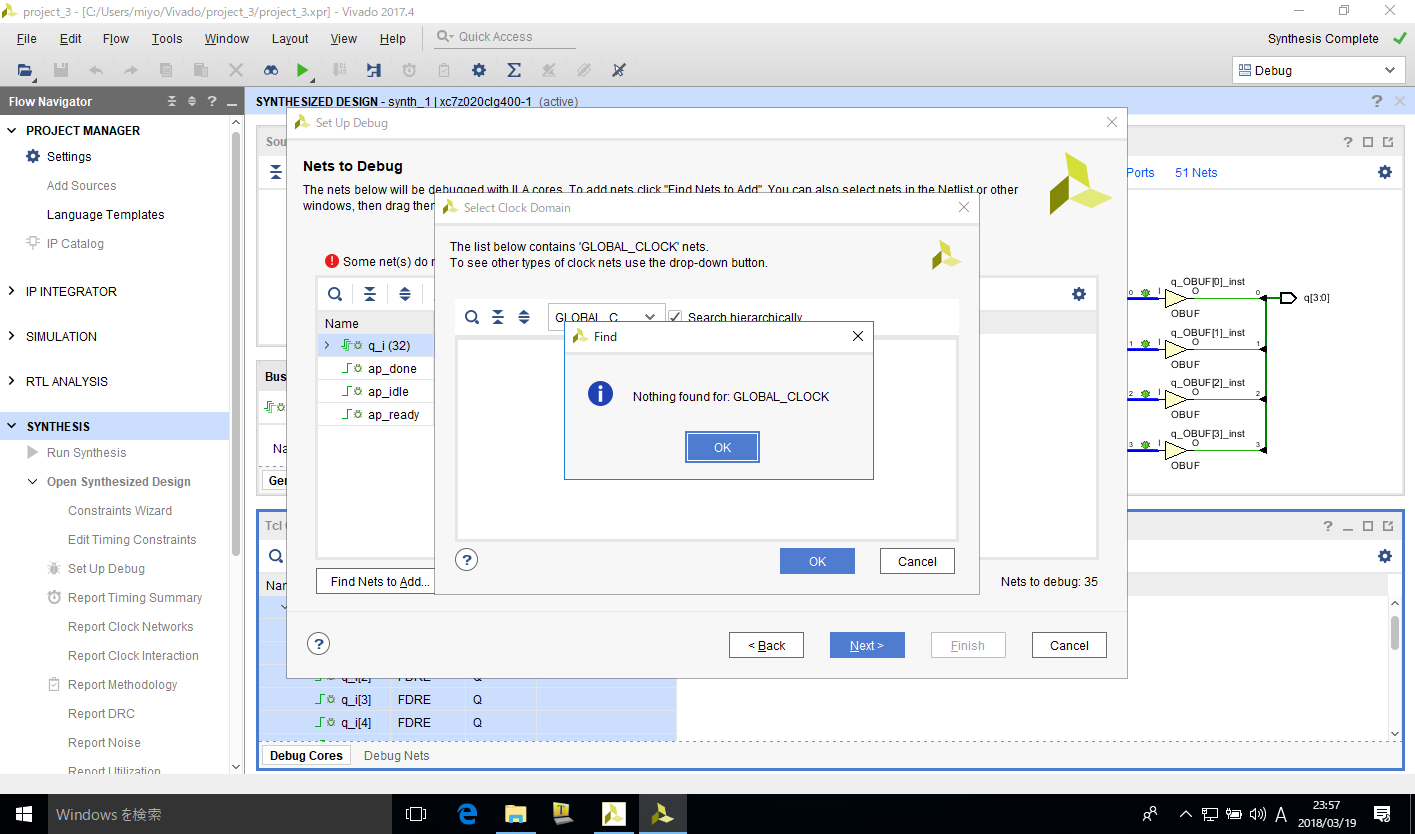 project_3 - [C:/Users/miyo/Vivado/project_3/project_3.xpr] - Vivado 2017.4
File Edit Flow Tools Window Layout View Help Quick Access
Synthesis Complete
Debug
Flow Navigator
SYNTHESIZED DESIGN - synth_1 | xc7z020clg400-1 (active)
PROJECT MANAGER
Settings
Add Sources
Language Templates
IP Catalog
IP INTEGRATOR
SIMULATION
RTL ANALYSIS
SYNTHESIS
Run Synthesis
Open Synthesized Design
Constraints Wizard
Edit Timing Constraints
Set Up Debug
Report Timing Summary
Report Clock Networks
Report Clock Interaction
Report Methodology
Report DRC
Report Noise
Report Utilization
Sou
Bus
Na
Gen
Ports 51 Nets
q_OBUF[0]_inst
0 I O 0
OBUF
q[3:0]
q_OBUF[1]_inst
1 I O 1
OBUF
q_OBUF[2]_inst
2 I O 2
OBUF
q_OBUF[3]_inst
3 I O 3
OBUF
Set Up Debug
Nets to Debug
The nets below will be debugged with ILA cores. To add nets click "Find Nets to Add". You can also select nets in the Netlist or other
windows, then drag them
Some net(s) do n
Name
q_i (32)
ap_done
ap_idle
ap_ready
Find Nets to Add...
Nets to debug: 35
< Back Next > Finish Cancel
Select Clock Domain
The list below contains 'GLOBAL_CLOCK' nets.
To see other types of clock nets use the drop-down button.
GLOBAL_C
Search hierarchically
OK Cancel
Find
Nothing found for: GLOBAL_CLOCK
OK
Tcl C
Nam
q_i[2] FDRE Q
q_i[3] FDRE Q
q_i[4] FDRE Q
Debug Cores Debug Nets
Windows を検索
A
23:57
2018/03/19